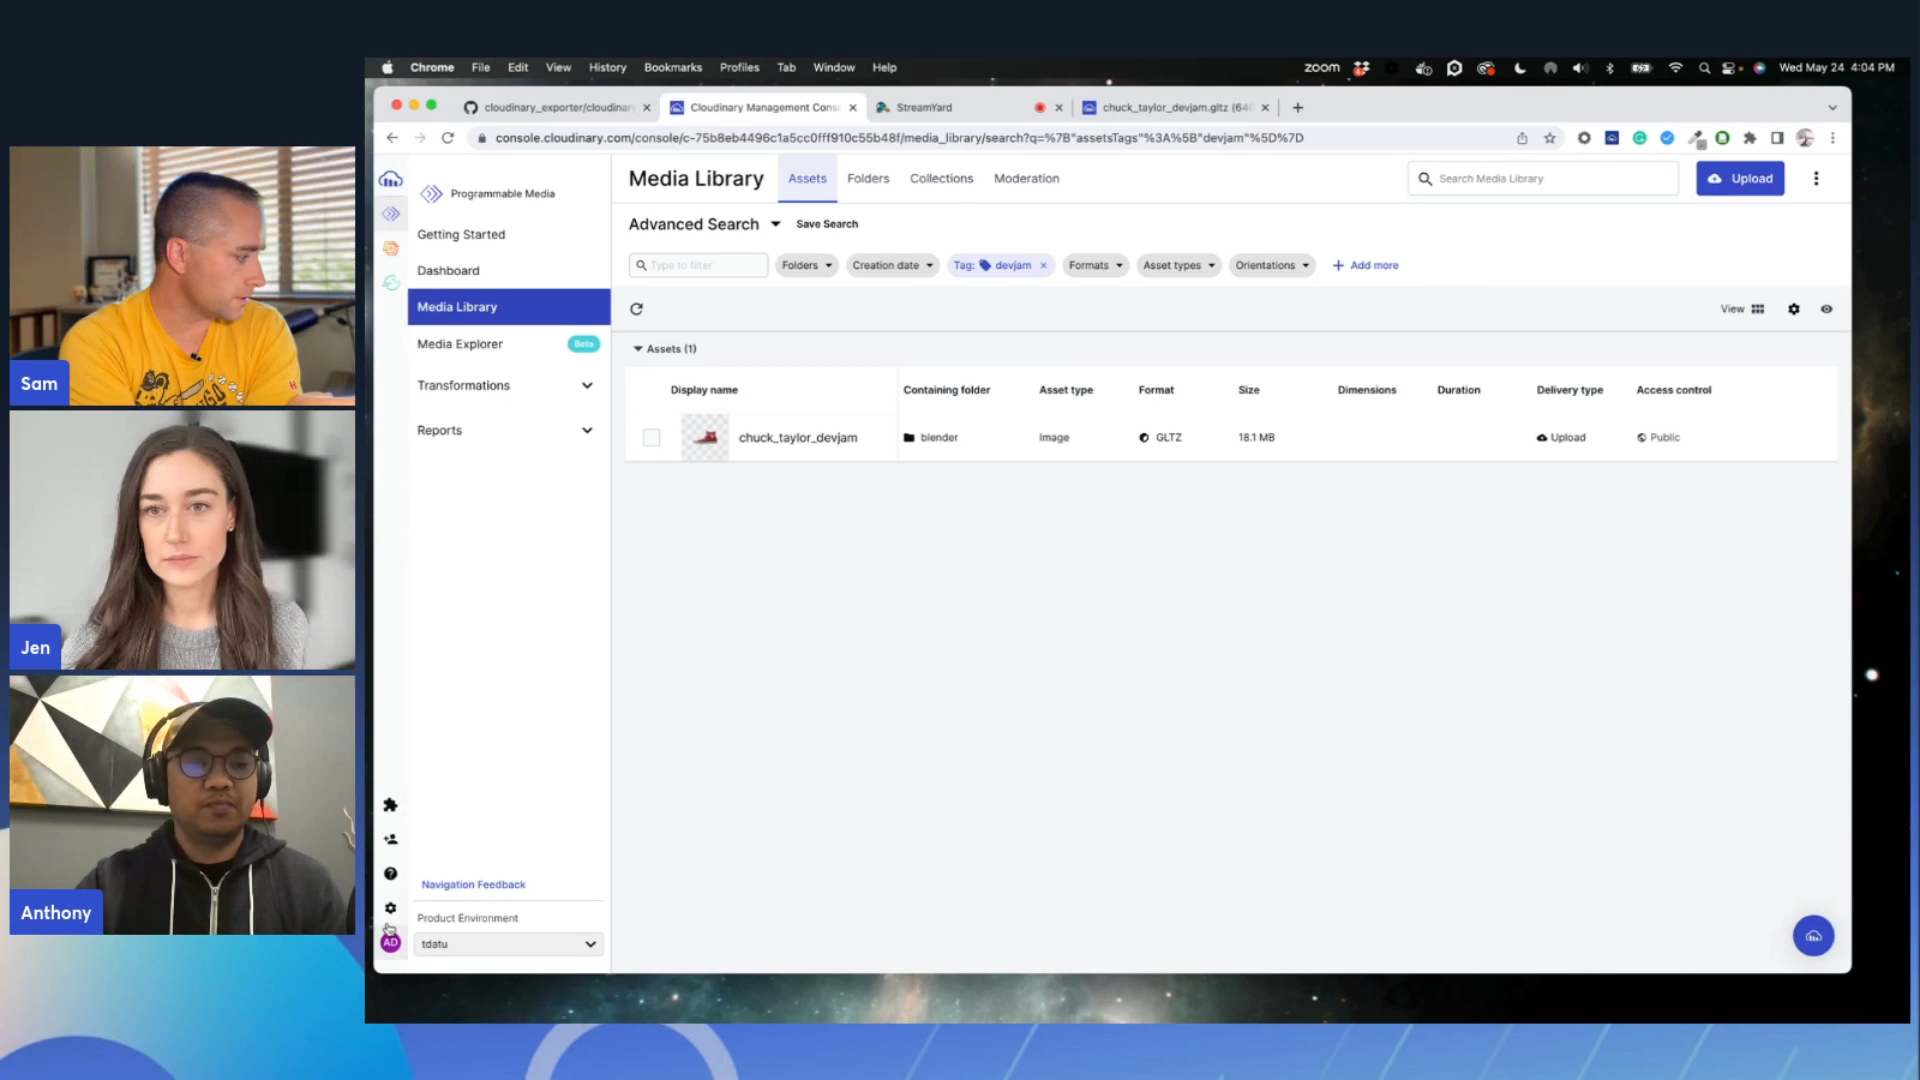 Chrome File Edit View History Bookmarks Profiles Tab Window Help
zoom
Wed May 24 4:04 PM
cloudinary_exporter/cloudinar
Cloudinary Management Cons
StreamYard
chuck_taylor_devjam.gltz (640
console.cloudinary.com/console/c-75b8eb4496c1a5cc0fff910c55b48f/media_library/search?q=%7B"assetsTags"%3A%5B"devjam"%5D%7D
Programmable Media
Getting Started
Dashboard
Media Library
Media Explorer
Beta
Transformations
Reports
Navigation Feedback
Product Environment
tdatu
AD
Media Library
Assets
Folders
Collections
Moderation
Search Media Library
Upload
Advanced Search
Save Search
Type to filter
Folders
Creation date
Tag: devjam
Formats
Asset types
Orientations
Add more
View
Assets (1)
Display name Containing folder Asset type Format Size Dimensions Duration Delivery type Access control
chuck_taylor_devjam blender Image GLTZ 18.1 MB Upload Public
Sam
Jen
Anthony